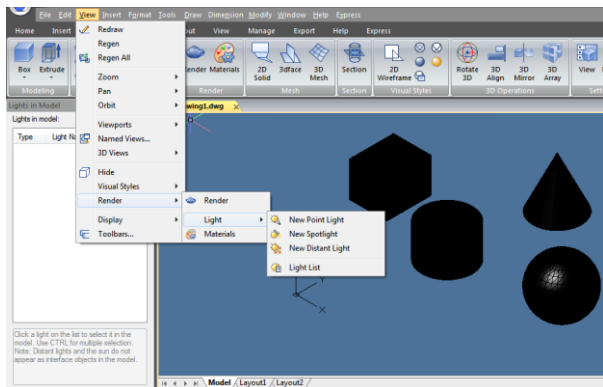 File Edit View Insert Format Tools Draw Dimension Modify Window Help Express
Home Insert out View Manage Export Help Express
Redraw
Regen
Regen All
Zoom
Pan
Orbit
Viewports
Named Views...
3D Views
Hide
Visual Styles
Render
Display
Toolbars...
Render
Light
Materials
New Point Light
New Spotlight
New Distant Light
Light List
Box Extrude
Modeling
ender Materials
Render
2D Solid
3dface
3D Mesh
Mesh
Section
Section
2D Wireframe
Visual Styles
Rotate 3D
3D Align
3D Mirror
3D Array
3D Operations
View
Sett
Lights in Model
Lights in model:
Type Light Na
wing1.dwg
Y
X
Click a light on the list to select it in the
model. Use CTRL for multiple selection.
Note: Distant lights and the sun do not
appear as interface objects in the model.
Model Layout1 Layout2